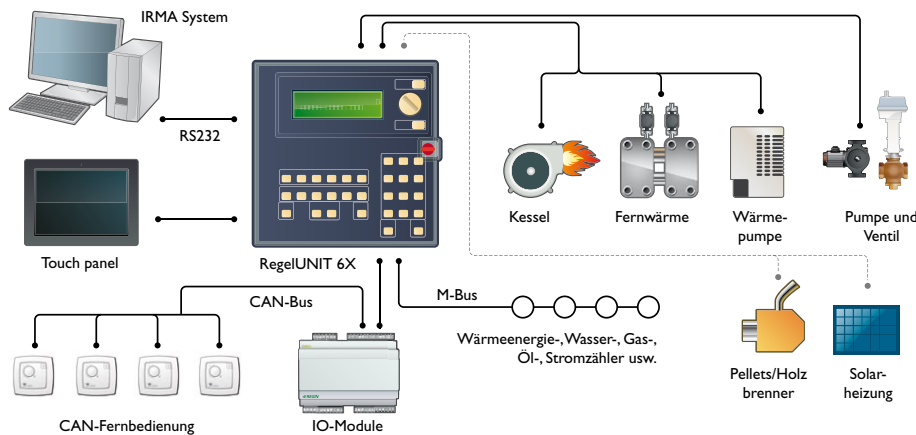 IRMA System
RS232
Kessel
Fernwärme
Wärme-
pumpe
Pumpe und
Ventil
Touch panel
RegelUNIT 6X
CAN-Bus
M-Bus
Wärmeenergie-, Wasser-, Gas-,
Öl-, Stromzähler usw.
Pellets/Holz
brenner
Solar-
heizung
REGIN
CAN-Fernbedienung
IO-Module